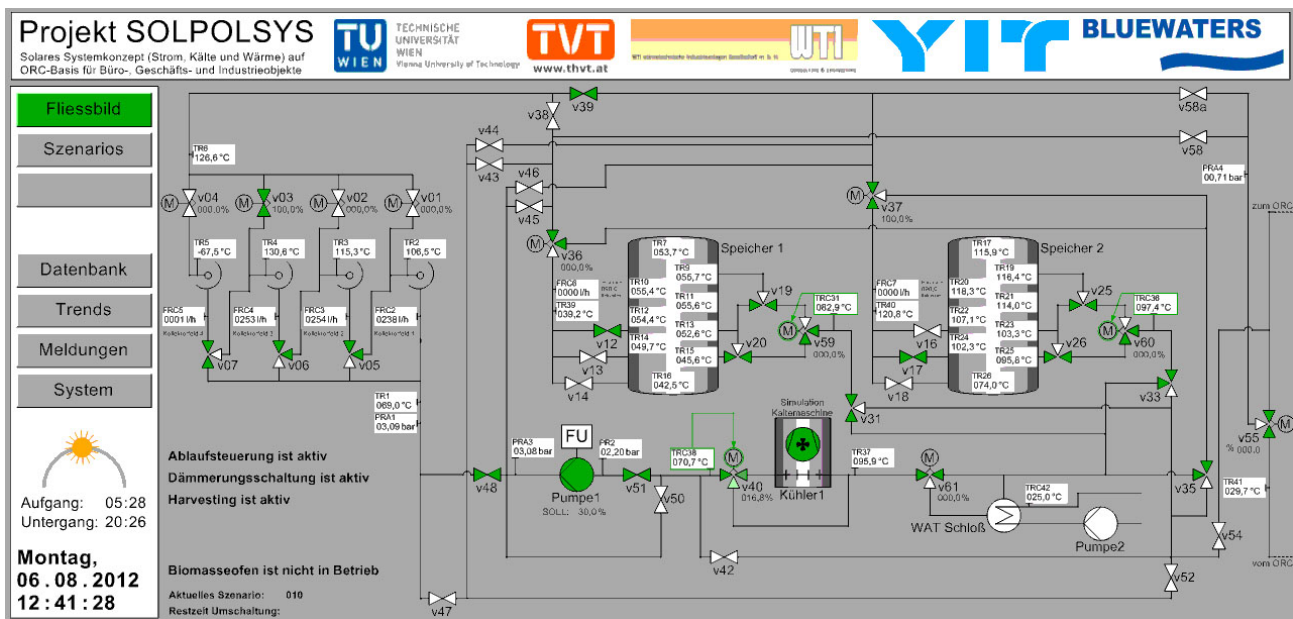 Projekt SOLPOLSYS
Solares Systemkonzept (Strom, Kälte und Wärme) auf
ORC-Basis für Büro-, Geschäfts- und Industrieobjekte
TU
WIEN
TECHNISCHE
UNIVERSITÄT
WIEN
Vienna University of Technology
TVT
www.thvt.at
WTI
YIT
BLUEWATERS
Fliessbild
Szenarios
Datenbank
Trends
Meldungen
System
Aufgang: 05:28
Untergang: 20:26
Montag,
06.08.2012
12:41:28
v39
v38
v58a
v44
v58
v43
v46
v45
PRA4
00,71 bar
TR6
126,6 °C
M v04
000,0%
M v03
100,0%
M v02
000,0%
M v01
000,0%
M v37
100,0%
zum ORC
M v36
000,0%
TR5
-67,5 °C
TR4
130,6 °C
TR3
115,3 °C
TR2
106,5 °C
FRC5
0001 l/h
FRC4
0253 l/h
FRC3
0254 l/h
FRC2
0238 l/h
Kollektorfeld 4
Kollektorfeld 3
Kollektorfeld 2
Kollektorfeld 1
v07
v06
v05
TR1
069,0 °C
PRA1
03,09 bar
Speicher 1
TR7
053,7 °C
TR9
055,7 °C
TR10
055,4 °C
TR11
055,6 °C
TR12
054,4 °C
TR13
052,6 °C
TR14
049,7 °C
TR15
045,6 °C
TR16
042,5 °C
FRC6
0000 l/h
TR39
039,2 °C
v12
v13
v14
v19
v20
TRC31
062,9 °C
M v59
000,0%
Speicher 2
TR17
115,9 °C
TR19
116,4 °C
TR20
118,3 °C
TR21
114,0 °C
TR22
107,1 °C
TR23
103,3 °C
TR24
102,3 °C
TR25
095,8 °C
TR26
074,0 °C
FRC7
0000 l/h
TR40
120,8 °C
v16
v17
v18
v25
v26
TRC36
097,4 °C
M v60
000,0%
v33
v31
M v55
% 000.0
Simulation
Kältemaschine
Kühler1
Ablaufsteuerung ist aktiv
Dämmerungsschaltung ist aktiv
Harvesting ist aktiv
v48
PRA3
03,08 bar
FU
Pumpe1
SOLL: 30,0%
PR2
02,20 bar
v51
v50
TRC38
070,7 °C
M
v40
016,8%
TR37
095,9 °C
M
v61
000,0%
TRC42
025,0 °C
WAT Schloß
Pumpe2
v35
TR41
029,7 °C
v54
v42
v52
vom ORC
v47
Biomasseofen ist nicht in Betrieb
Aktuelles Szenario: 010
Restzeit Umschaltung: